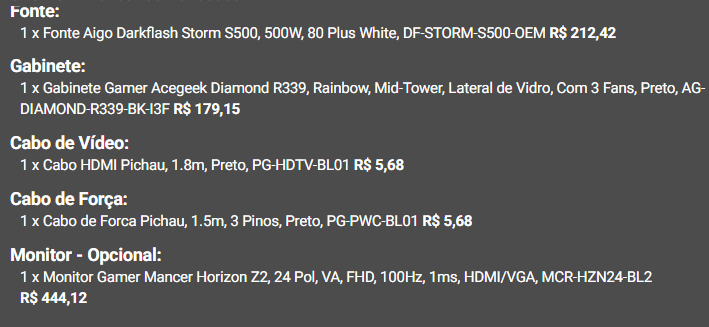 Fonte:
1 x Fonte Aigo Darkflash Storm S500, 500W, 80 Plus White, DF-STORM-S500-OEM R$ 212,42
Gabinete:
1 x Gabinete Gamer Acegeek Diamond R339, Rainbow, Mid-Tower, Lateral de Vidro, Com 3 Fans, Preto, AG-
DIAMOND-R339-BK-I3F R$ 179,15
Cabo de Vídeo:
1 x Cabo HDMI Pichau, 1.8m, Preto, PG-HDTV-BL01 R$ 5,68
Cabo de Força:
1 x Cabo de Forca Pichau, 1.5m, 3 Pinos, Preto, PG-PWC-BL01 R$ 5,68
Monitor - Opcional:
1 x Monitor Gamer Mancer Horizon Z2, 24 Pol, VA, FHD, 100Hz, 1ms, HDMI/VGA, MCR-HZN24-BL2
R$ 444,12